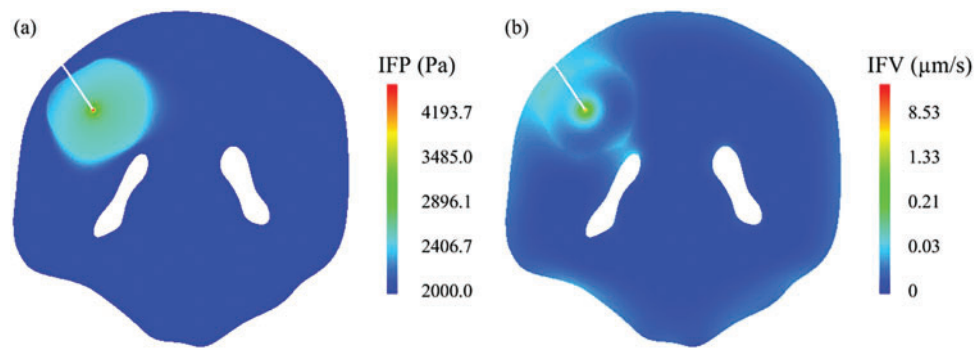 (a)
IFP (Pa)
4193.7
3485.0
2896.1
2406.7
2000.0
(b)
IFV (μm/s)
8.53
1.33
0.21
0.03
0